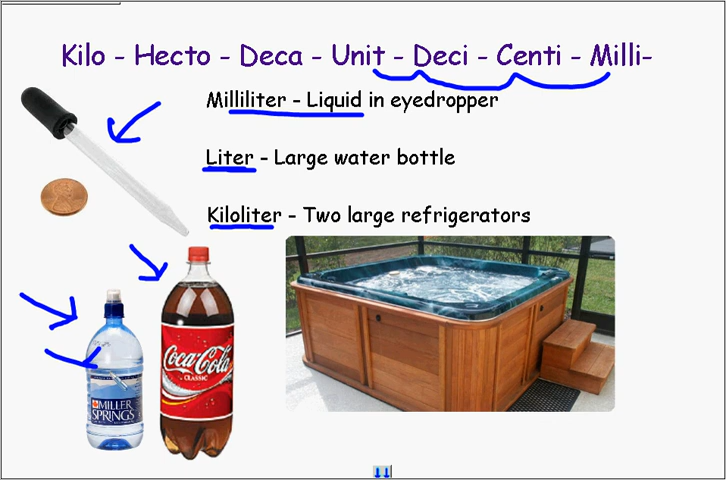 Kilo - Hecto - Deca - Unit - Deci - Centi - Milli-
Milliliter - Liquid in eyedropper
Liter - Large water bottle
Kiloliter - Two large refrigerators
Coca-Cola
CLASSIC
MILLER
SPRINGS